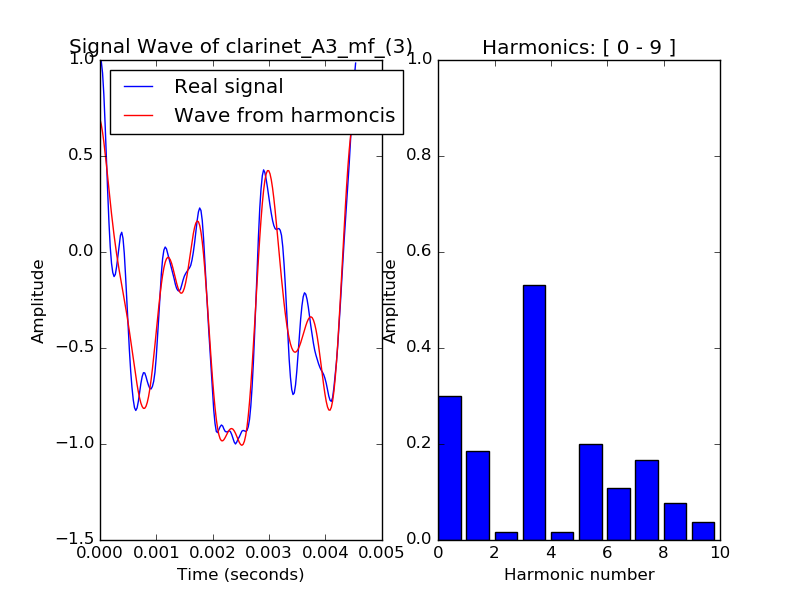 Signal Wave of clarinet_A3_mf_(3)
Real signal
Wave from harmoncis
1.0
0.5
0.0
−0.5
−1.0
−1.5
Amplitude
0.000 0.001 0.002 0.003 0.004 0.005
Time (seconds)
Harmonics: [ 0 - 9 ]
1.0
0.8
0.6
0.4
0.2
0.0
Amplitude
0 2 4 6 8 10
Harmonic number